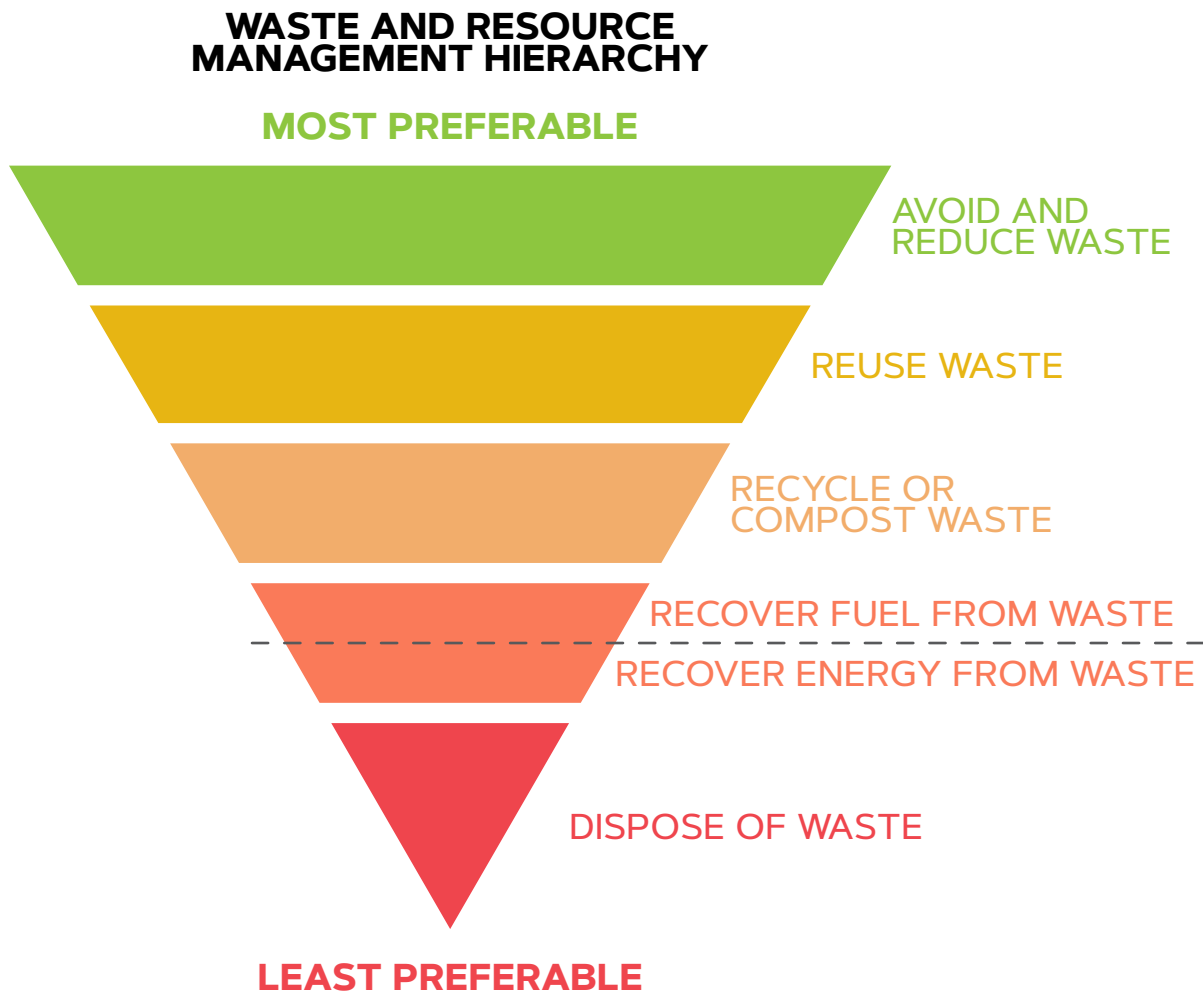 WASTE AND RESOURCE
MANAGEMENT HIERARCHY
MOST PREFERABLE
AVOID AND
REDUCE WASTE
REUSE WASTE
RECYCLE OR
COMPOST WASTE
RECOVER FUEL FROM WASTE
RECOVER ENERGY FROM WASTE
DISPOSE OF WASTE
LEAST PREFERABLE